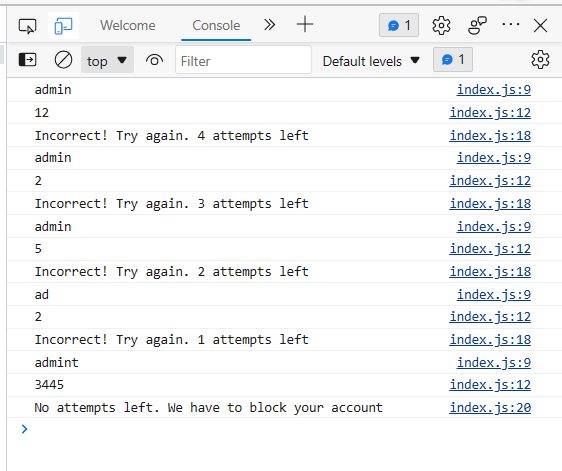 Welcome Console 1
top Filter Default levels 1
admin index.js:9
12 index.js:12
Incorrect! Try again. 4 attempts left index.js:18
admin index.js:9
2 index.js:12
Incorrect! Try again. 3 attempts left index.js:18
admin index.js:9
5 index.js:12
Incorrect! Try again. 2 attempts left index.js:18
ad index.js:9
2 index.js:12
Incorrect! Try again. 1 attempts left index.js:18
admint index.js:9
3445 index.js:12
No attempts left. We have to block your account index.js:20